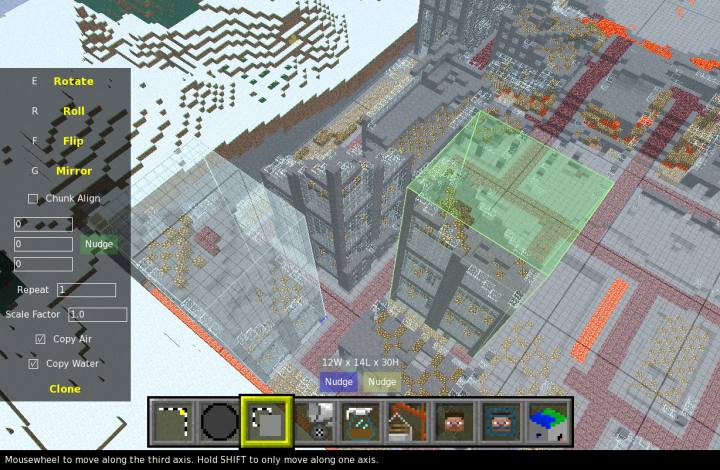 E Rotate
R Roll
F Flip
G Mirror
Chunk Align
0
0 Nudge
0
Repeat 1
Scale Factor 1.0
Copy Air
Copy Water
Clone
12W x 14L x 30H
Nudge Nudge
Mousewheel to move along the third axis. Hold SHIFT to only move along one axis.